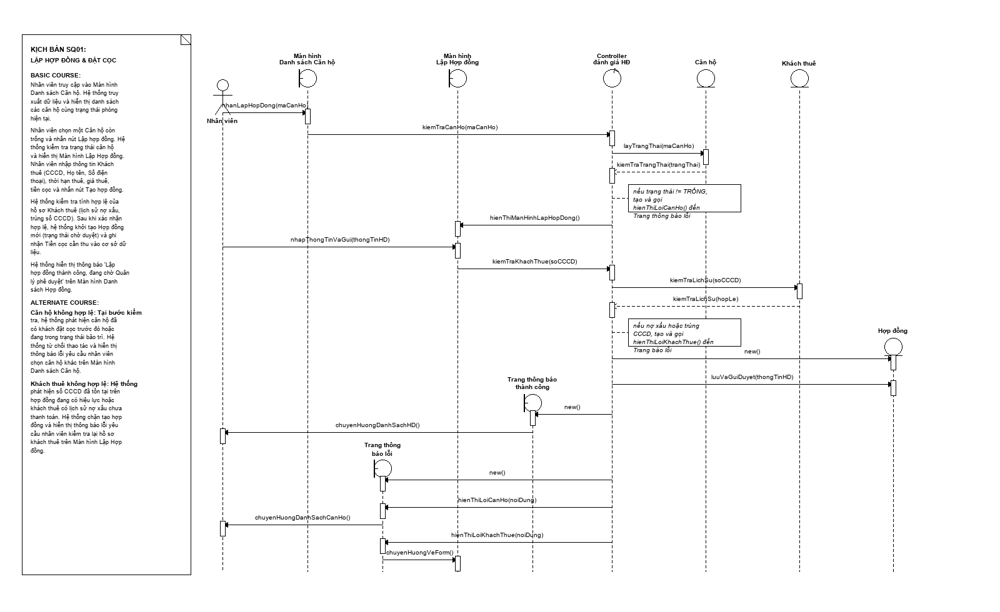 KỊCH BẢN SQ01:
LẬP HỢP ĐỒNG & ĐẶT CỌC
BASIC COURSE:
Nhân viên truy cập vào Màn hình
Danh sách Căn hộ. Hệ thống truy
xuất dữ liệu và hiển thị danh sách
các căn hộ cùng trạng thái phòng
hiện tại.
Nhân viên chọn một Căn hộ còn
trống và nhấn nút Lập hợp đồng. Hệ
thống kiểm tra trạng thái căn hộ
và hiển thị Màn hình Lập Hợp đồng.
Nhân viên nhập thông tin Khách
thuê (CCCD, Họ tên, Số điện
thoại), thời hạn thuê, giá thuê,
tiền cọc và nhấn nút Tạo hợp đồng.
Hệ thống kiểm tra tính hợp lệ của
hồ sơ Khách thuê (lịch sử nợ xấu,
trùng số CCCD). Sau khi xác nhận
hợp lệ, hệ thống khởi tạo Hợp đồng
mới (trạng thái chờ duyệt) và ghi
nhận Tiền cọc cần thu vào cơ sở dữ
liệu.
Hệ thống hiển thị thông báo 'Lập
hợp đồng thành công, đang chờ Quản
lý phê duyệt' trên Màn hình Danh
sách Hợp đồng.
ALTERNATE COURSE:
Căn hộ không hợp lệ: Tại bước kiểm
tra, hệ thống phát hiện căn hộ đã
có khách đặt cọc trước đó hoặc
đang trong trạng thái bảo trì. Hệ
thống từ chối thao tác và hiển thị
thông báo lỗi yêu cầu nhân viên
chọn căn hộ khác trên Màn hình
Danh sách Căn hộ.
Khách thuê không hợp lệ: Hệ thống
phát hiện số CCCD đã tồn tại trên
hợp đồng đang có hiệu lực hoặc
khách thuê có lịch sử nợ xấu chưa
thanh toán. Hệ thống chặn tạo hợp
đồng và hiển thị thông báo lỗi yêu
cầu nhân viên kiểm tra lại hồ sơ
khách thuê trên Màn hình Lập Hợp
đồng.
Màn hình
Danh sách Căn hộ
Màn hình
Lập Hợp đồng
Controller
đánh giá HĐ
Căn hộ
Khách thuê
nhanLapHopDong(maCanHo)
Nhân viên
kiemTraCanHo(maCanHo)
layTrangThai(maCanHo)
kiemTraTrangThai(trangThai)
nếu trạng thái != TRỐNG,
tạo và gọi
hienThiLoiCanHo() đến
Trang thông báo lỗi
hienThiManHinhLapHopDong()
nhapThongTinVaGui(thongTinHD)
kiemTraKhachThue(soCCCD)
kiemTraLichSu(soCCCD)
kiemTraLichSu(hopLe)
nếu nợ xấu hoặc trùng
CCCD, tạo và gọi
hienThiLoiKhachThue() đến
Trang báo lỗi
Hợp đồng
new()
luuVaGuiDuyet(thongTinHD)
Trang thông báo
thành công
new()
chuyenHuongDanhSachHD()
Trang thông
báo lỗi
new()
hienThiLoiCanHo(noiDung)
chuyenHuongDanhSachCanHo()
hienThiLoiKhachThue(noiDung)
chuyenHuongVeForm()